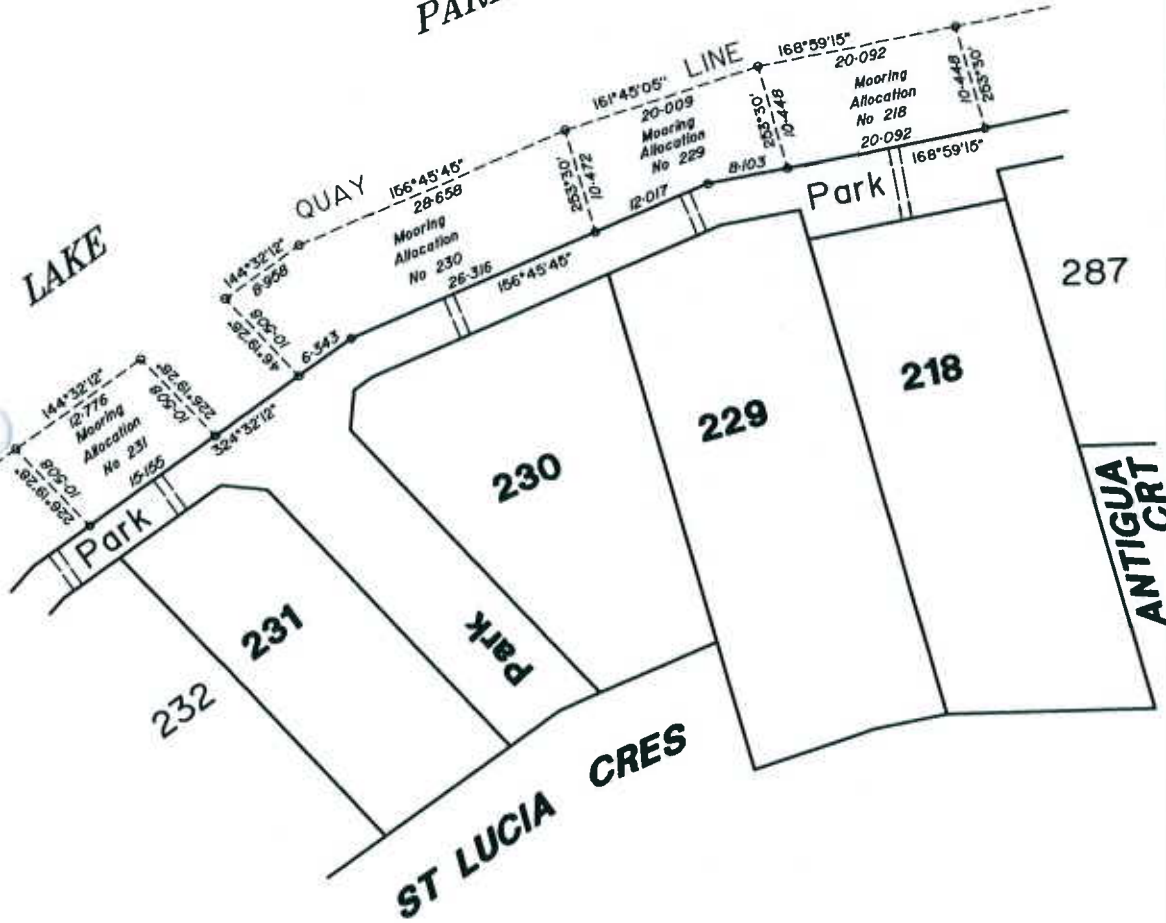 PAM
LAKE
QUAY
LINE
168°59'15"
20·092
Mooring
Allocation
No 218
20·092
168°59'15"
10·448
253°30'
161°45'05"
20·009
Mooring
Allocation
No 229
253°30'
10·448
8·103
12·017
253°30'
10·472
156°45'45"
28·658
Mooring
Allocation
No 230
26·316
156°45'45"
144°32'12"
8·958
10·508
46°19'28"
6·343
144°32'12"
12·776
Mooring
Allocation
No 231
15·155
226°19'28"
10·508
226°19'28"
10·508
324°32'12"
Park
Park
Park
287
218
229
230
231
232
ANTIGUA
CRT
ST LUCIA CRES